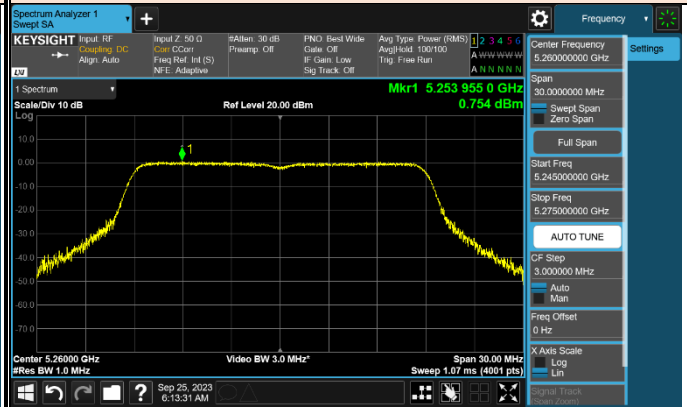 Spectrum Analyzer 1
Swept SA
+
Frequency
KEYSIGHT
Input: RF
Coupling: DC
Align: Auto
Input Z: 50 Ω
Corr CCorr
Freq Ref: Int (S)
NFE: Adaptive
#Atten: 30 dB
Preamp: Off
PNO: Best Wide
Gate: Off
IF Gain: Low
Sig Track: Off
Avg Type: Power (RMS)
Avg|Hold: 100/100
Trig: Free Run
1 2 3 4 5 6
A W W W W W
A N N N N N
LXI
1 Spectrum
Scale/Div 10 dB
Ref Level 20.00 dBm
Mkr1 5.253 955 0 GHz
0.754 dBm
Log
10.0
0.00
-10.0
-20.0
-30.0
-40.0
-50.0
-60.0
-70.0
1
Center 5.26000 GHz
#Res BW 1.0 MHz
Video BW 3.0 MHz*
Span 30.00 MHz
Sweep 1.07 ms (4001 pts)
?
Sep 25, 2023
6:13:31 AM
Center Frequency
5.260000000 GHz
Span
30.0000000 MHz
Swept Span
Zero Span
Full Span
Start Freq
5.245000000 GHz
Stop Freq
5.275000000 GHz
AUTO TUNE
CF Step
3.000000 MHz
Auto
Man
Freq Offset
0 Hz
X Axis Scale
Log
Lin
Signal Track
(Span Zoom)
Settings